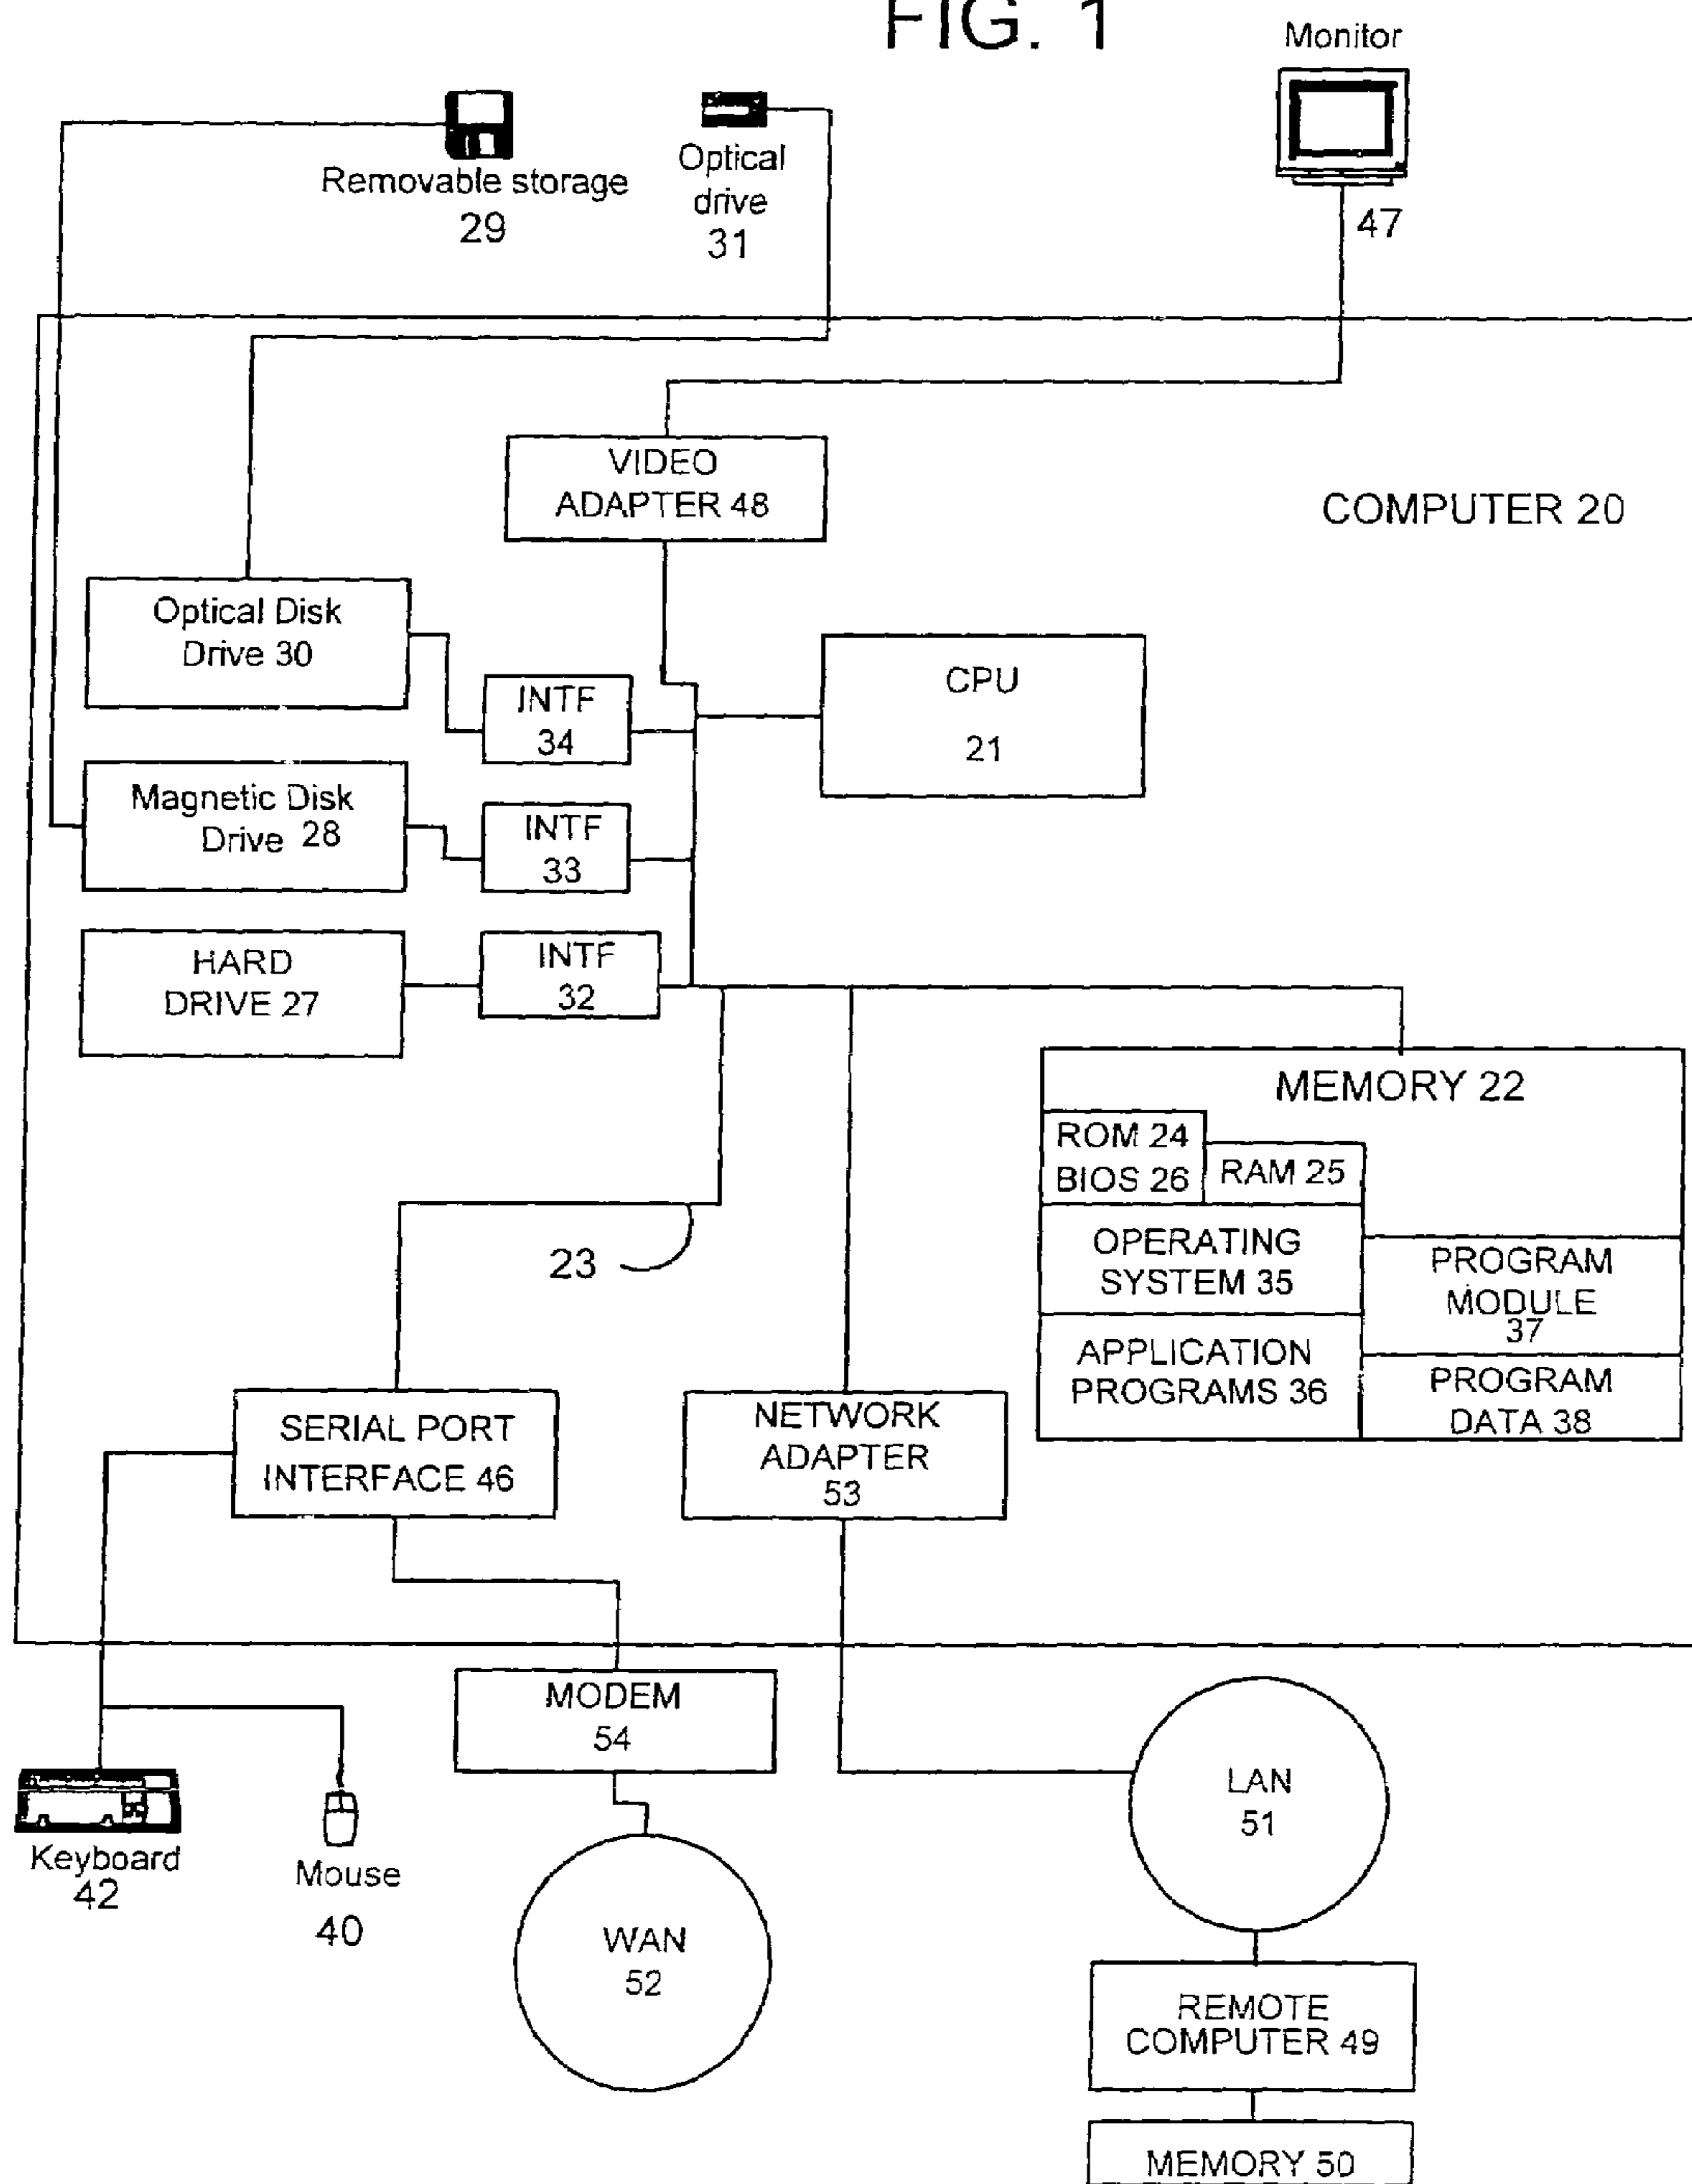 FIG. 1
Monitor
47
Removable storage
29
Optical
drive
31
COMPUTER 20
VIDEO
ADAPTER 48
Optical Disk
Drive 30
INTF
34
CPU
21
Magnetic Disk
Drive 28
INTF
33
HARD
DRIVE 27
INTF
32
MEMORY 22
ROM 24
BIOS 26
RAM 25
OPERATING
SYSTEM 35
PROGRAM
MODULE
37
APPLICATION
PROGRAMS 36
PROGRAM
DATA 38
23
SERIAL PORT
INTERFACE 46
NETWORK
ADAPTER
53
MODEM
54
Keyboard
42
Mouse
40
WAN
52
LAN
51
REMOTE
COMPUTER 49
MEMORY 50